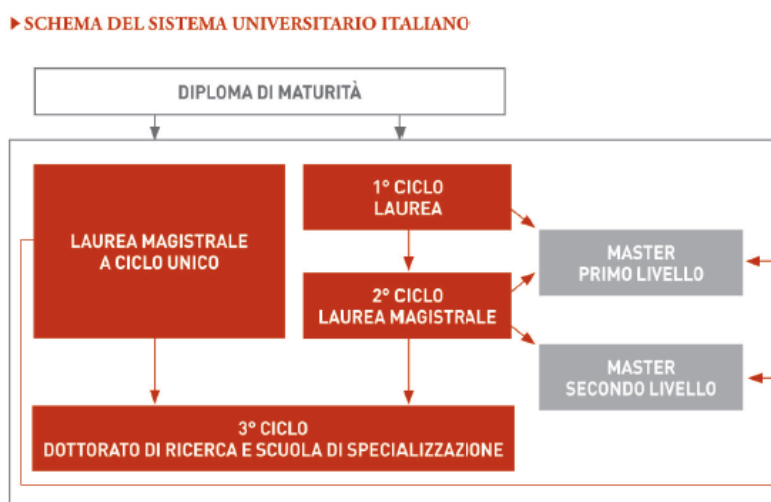 ▶ SCHEMA DEL SISTEMA UNIVERSITARIO ITALIANO
DIPLOMA DI MATURITÀ
LAUREA MAGISTRALE
A CICLO UNICO
1° CICLO
LAUREA
2° CICLO
LAUREA MAGISTRALE
MASTER
PRIMO LIVELLO
MASTER
SECONDO LIVELLO
3° CICLO
DOTTORATO DI RICERCA E SCUOLA DI SPECIALIZZAZIONE